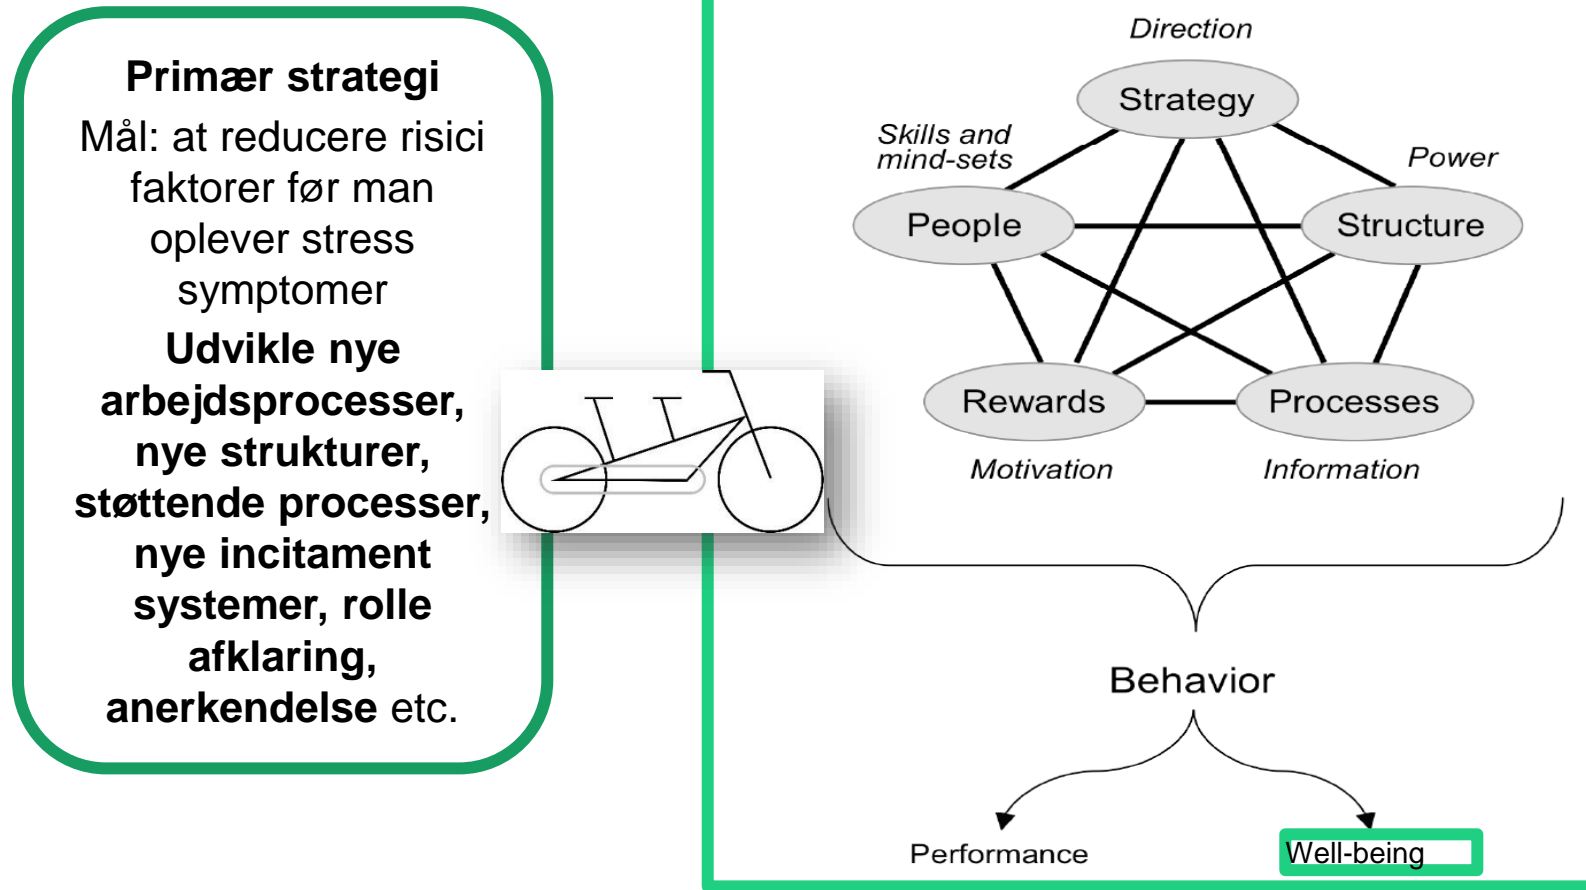 Primær strategi
Mål: at reducere risici
faktorer før man
oplever stress
symptomer
Udvikle nye
arbejdsprocesser,
nye strukturer,
støttende processer,
nye incitament
systemer, rolle
afklaring,
anerkendelse etc.
Direction
Strategy
Skills and
mind-sets
Power
People
Structure
Rewards
Processes
Motivation
Information
Behavior
Performance
Well-being